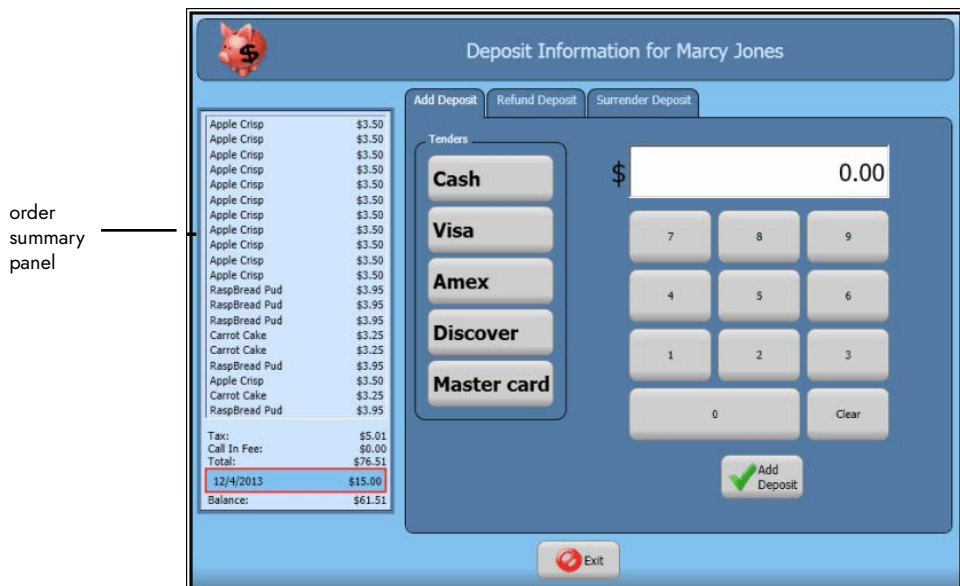 Deposit Information for Marcy Jones
Add Deposit Refund Deposit Surrender Deposit
order
summary
panel
Apple Crisp $3.50
Apple Crisp $3.50
Apple Crisp $3.50
Apple Crisp $3.50
Apple Crisp $3.50
Apple Crisp $3.50
Apple Crisp $3.50
Apple Crisp $3.50
Apple Crisp $3.50
Apple Crisp $3.50
Apple Crisp $3.50
RaspBread Pud $3.95
RaspBread Pud $3.95
RaspBread Pud $3.95
Carrot Cake $3.25
Carrot Cake $3.25
RaspBread Pud $3.95
Apple Crisp $3.50
Carrot Cake $3.25
RaspBread Pud $3.95
Tax: $5.01
Call In Fee: $0.00
Total: $76.51
12/4/2013 $15.00
Balance: $61.51
Tenders
Cash
Visa
Amex
Discover
Master card
$ 0.00
7 8 9
4 5 6
1 2 3
0 Clear
Add
Deposit
Exit